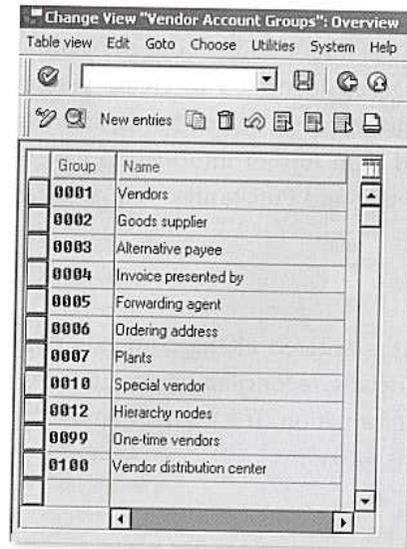 Change View "Vendor Account Groups": Overview
Table view Edit Goto Choose Utilities System Help
New entries
Group Name
0001 Vendors
0002 Goods supplier
0003 Alternative payee
0004 Invoice presented by
0005 Forwarding agent
0006 Ordering address
0007 Plants
0010 Special vendor
0012 Hierarchy nodes
0099 One-time vendors
0100 Vendor distribution center